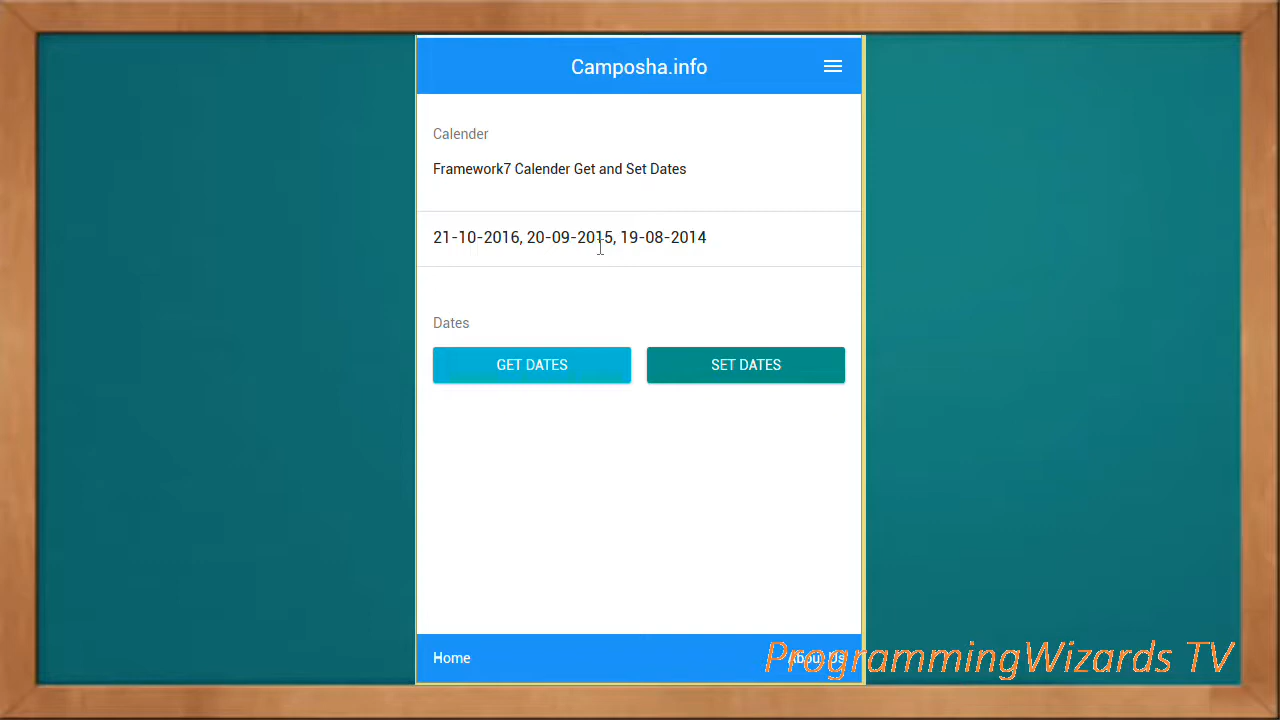 Camposha.info
Calender
Framework7 Calender Get and Set Dates
21-10-2016, 20-09-2015, 19-08-2014
Dates
GET DATES SET DATES
Home
ProgrammingWizards TV